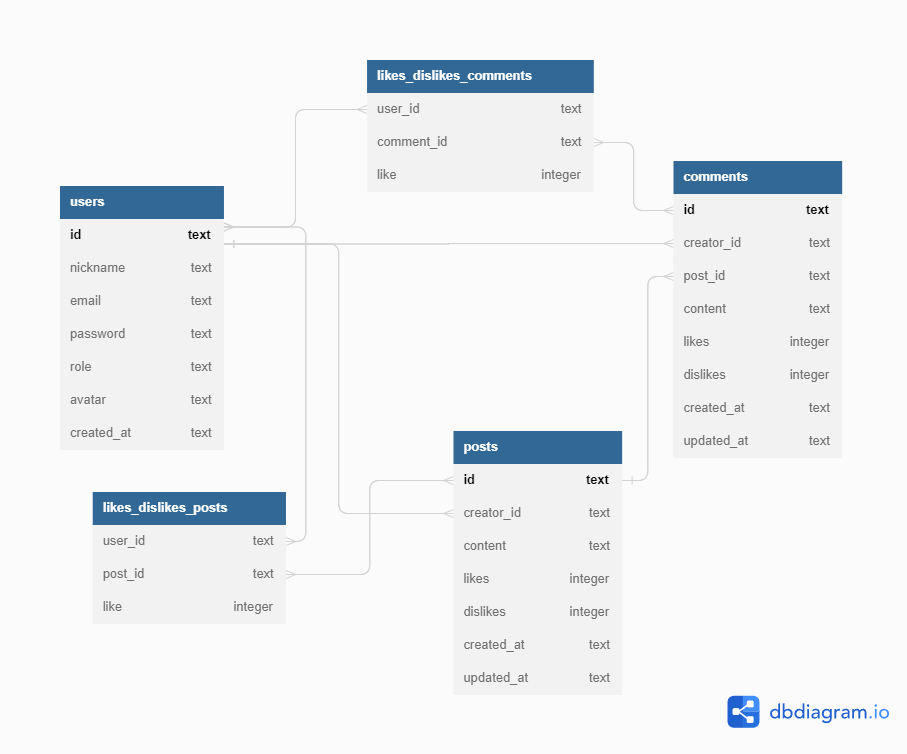 likes_dislikes_comments
user_id text
comment_id text
like integer
comments
id text
creator_id text
post_id text
content text
likes integer
dislikes integer
created_at text
updated_at text
users
id text
nickname text
email text
password text
role text
avatar text
created_at text
posts
id text
creator_id text
content text
likes integer
dislikes integer
created_at text
updated_at text
likes_dislikes_posts
user_id text
post_id text
like integer
dbdiagram.io